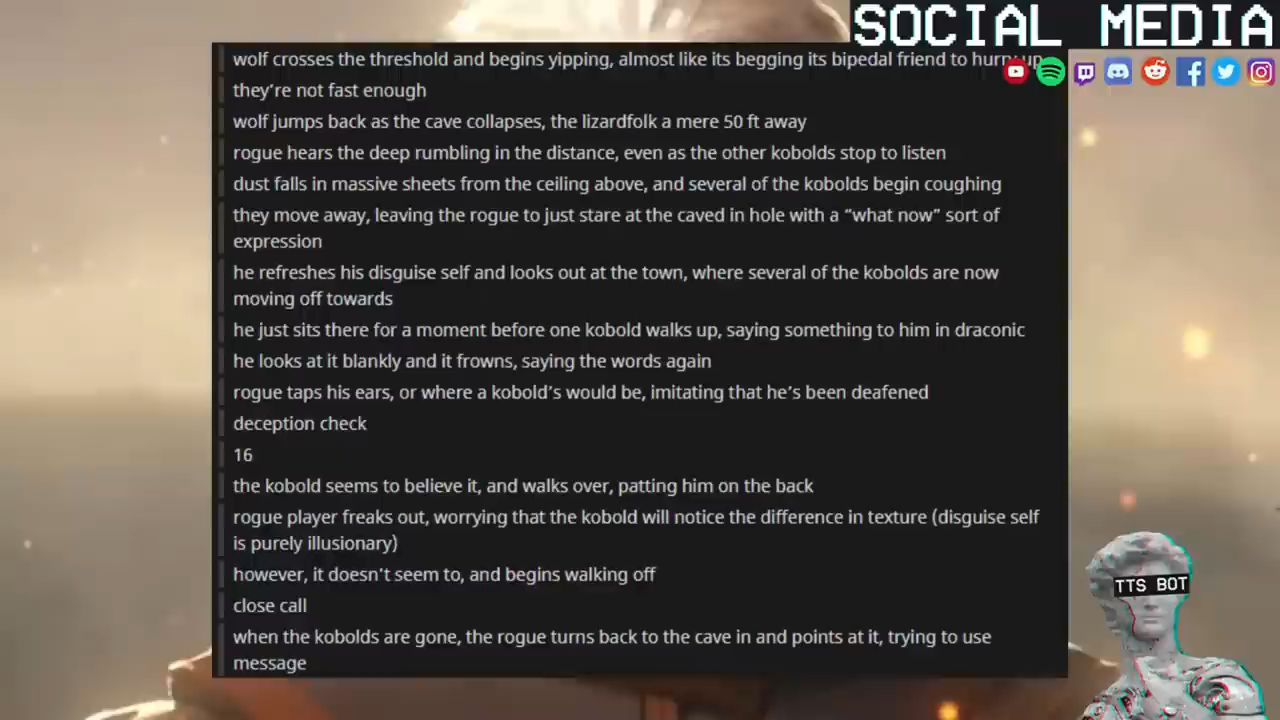 SOCIAL MEDIA
wolf crosses the threshold and begins yipping, almost like its begging its bipedal friend to hurry up
they're not fast enough
wolf jumps back as the cave collapses, the lizardfolk a mere 50 ft away
rogue hears the deep rumbling in the distance, even as the other kobolds stop to listen
dust falls in massive sheets from the ceiling above, and several of the kobolds begin coughing
they move away, leaving the rogue to just stare at the caved in hole with a “what now” sort of
expression
he refreshes his disguise self and looks out at the town, where several of the kobolds are now
moving off towards
he just sits there for a moment before one kobold walks up, saying something to him in draconic
he looks at it blankly and it frowns, saying the words again
rogue taps his ears, or where a kobold's would be, imitating that he's been deafened
deception check
16
the kobold seems to believe it, and walks over, patting him on the back
rogue player freaks out, worrying that the kobold will notice the difference in texture (disguise self
is purely illusionary)
however, it doesn't seem to, and begins walking off
close call
when the kobolds are gone, the rogue turns back to the cave in and points at it, trying to use
message
TTS BOT